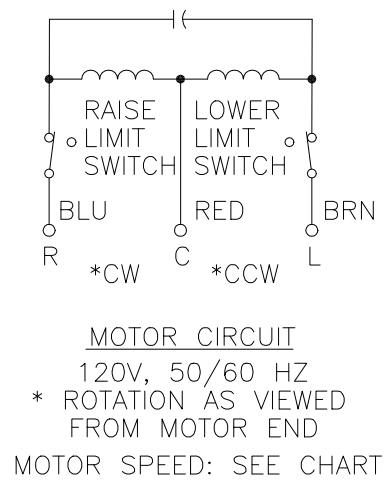 RAISE LOWER
LIMIT LIMIT
SWITCH SWITCH
BLU RED BRN
R C L
*CW *CCW
MOTOR CIRCUIT
120V, 50/60 HZ
* ROTATION AS VIEWED
FROM MOTOR END
MOTOR SPEED: SEE CHART